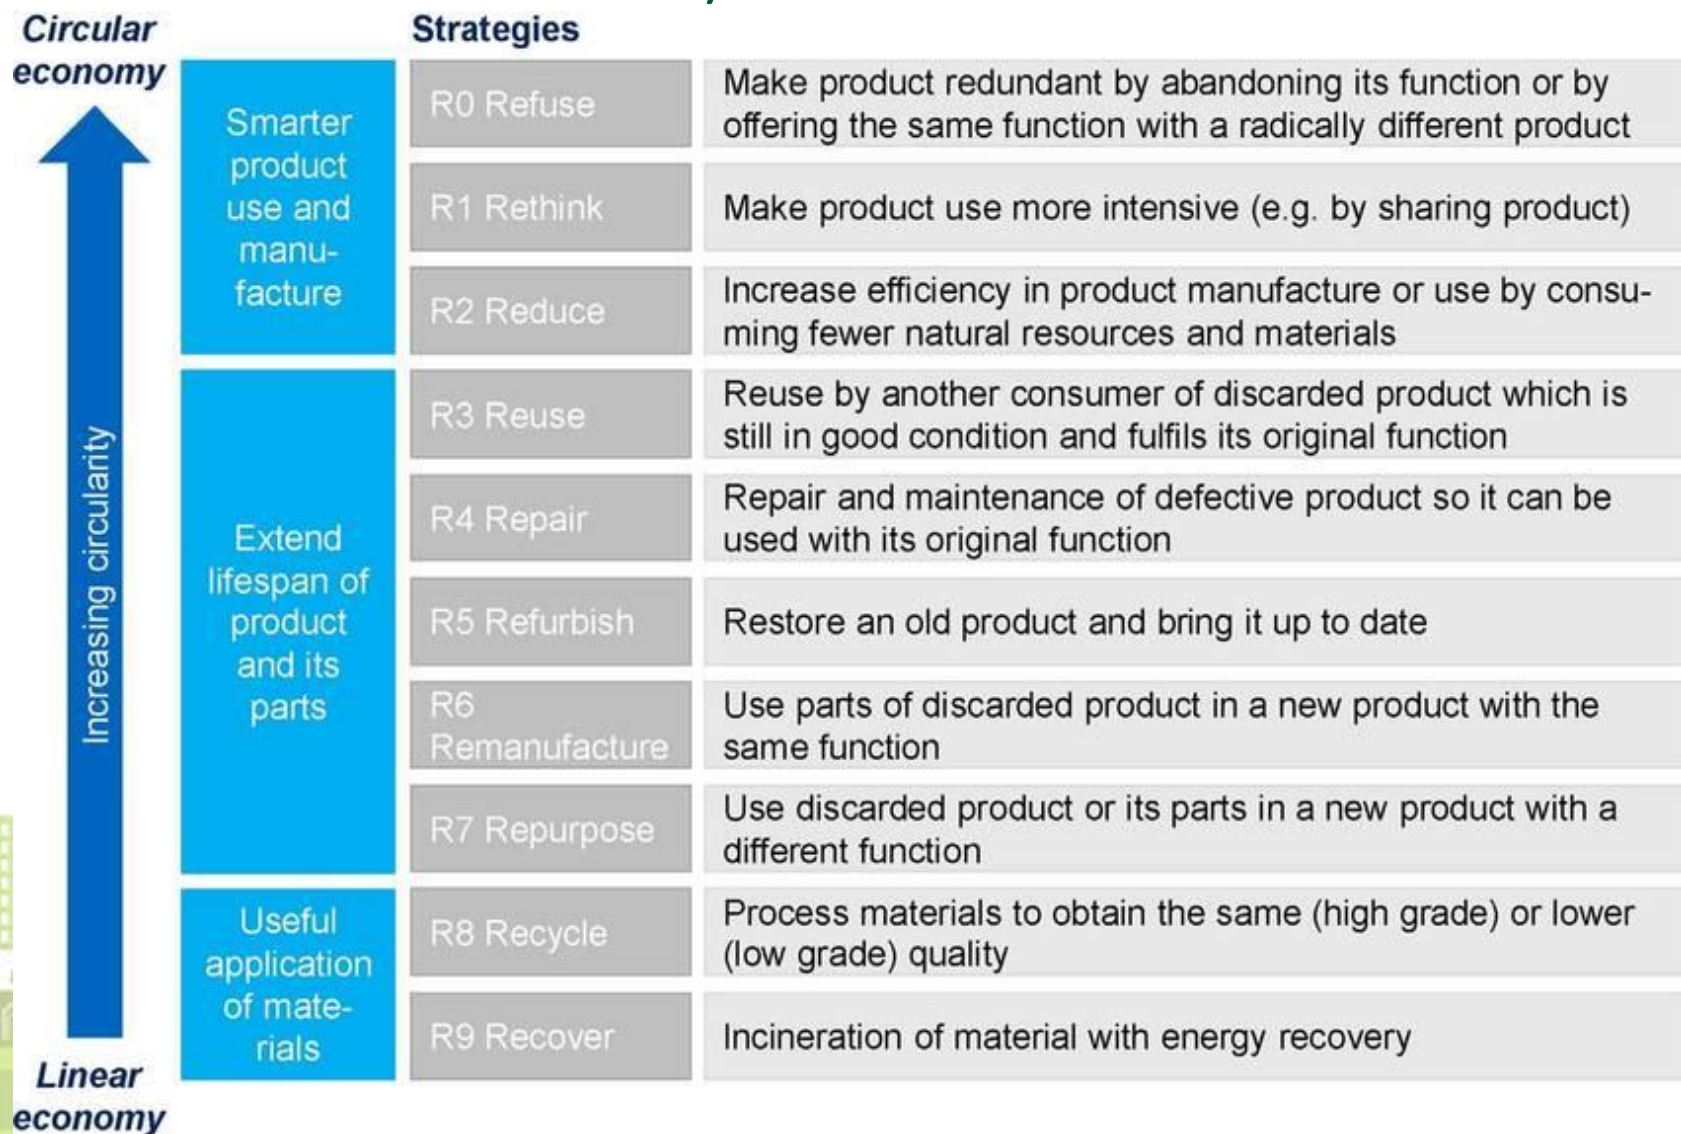 Circular
economy
Strategies
Smarter
product
use and
manu-
facture
R0 Refuse
Make product redundant by abandoning its function or by
offering the same function with a radically different product
R1 Rethink
Make product use more intensive (e.g. by sharing product)
R2 Reduce
Increase efficiency in product manufacture or use by consu-
ming fewer natural resources and materials
Increasing circularity
Extend
lifespan of
product
and its
parts
R3 Reuse
Reuse by another consumer of discarded product which is
still in good condition and fulfils its original function
R4 Repair
Repair and maintenance of defective product so it can be
used with its original function
R5 Refurbish
Restore an old product and bring it up to date
R6
Remanufacture
Use parts of discarded product in a new product with the
same function
R7 Repurpose
Use discarded product or its parts in a new product with a
different function
Useful
application
of mate-
rials
R8 Recycle
Process materials to obtain the same (high grade) or lower
(low grade) quality
R9 Recover
Incineration of material with energy recovery
Linear
economy